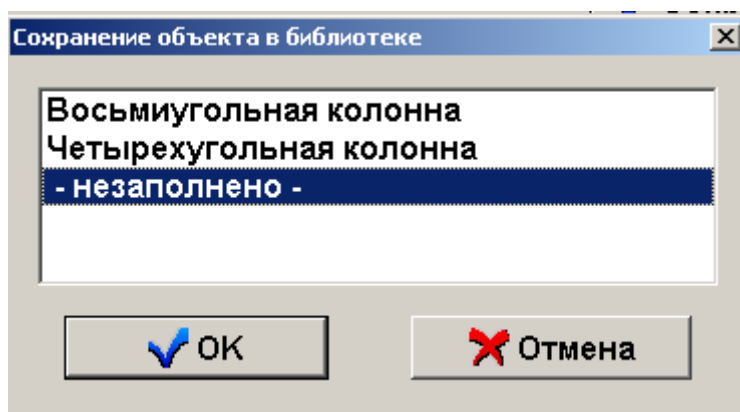 Сохранение объекта в библиотеке
Восьмиугольная колонна
Четырехугольная колонна
- незаполнено -
OK
Отмена